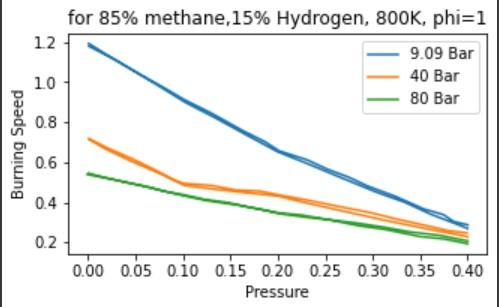 for 85% methane,15% Hydrogen, 800K, phi=1
1.2
1.0
0.8
0.6
0.4
0.2
Burning Speed
9.09 Bar
40 Bar
80 Bar
0.00 0.05 0.10 0.15 0.20 0.25 0.30 0.35 0.40
Pressure